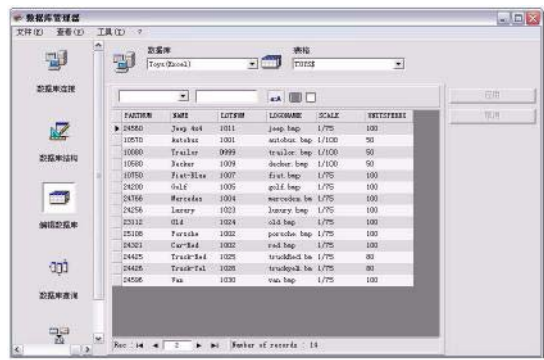 数据库管理器
文件(F) 查看(V) 工具(T) ?
数据库 表格
Toys(Excel) TOYS$
数据库连接
数据库结构
编辑数据库
数据库查询
应用
取消
PARTNUM NAME LOTNUM LOGONAME SCALE UNITSPERBX
24560 Jeep 4x4 1011 jeep.bmp 1/75 100
10570 Autobus 1001 autobus.bmp 1/100 50
10080 Trailer 0999 trailer.bmp 1/100 50
10580 Decker 1009 decker.bmp 1/100 50
10750 Fiat-Blue 1007 fiat.bmp 1/75 100
24200 Golf 1005 golf.bmp 1/75 100
24766 Mercedes 1004 mercedes.bm 1/75 100
24256 Luxury 1023 luxury.bmp 1/75 100
23112 Old 1024 old.bmp 1/75 100
25108 Porsche 1002 porsche.bmp 1/75 100
24321 Car-Red 1002 red.bmp 1/75 100
24425 Truck-Red 1025 truckRed.bm 1/75 80
24426 Truck-Yel 1028 truckyell.bm 1/75 80
24596 Van 1030 van.bmp 1/75 100
Rec : 2 Number of records : 14